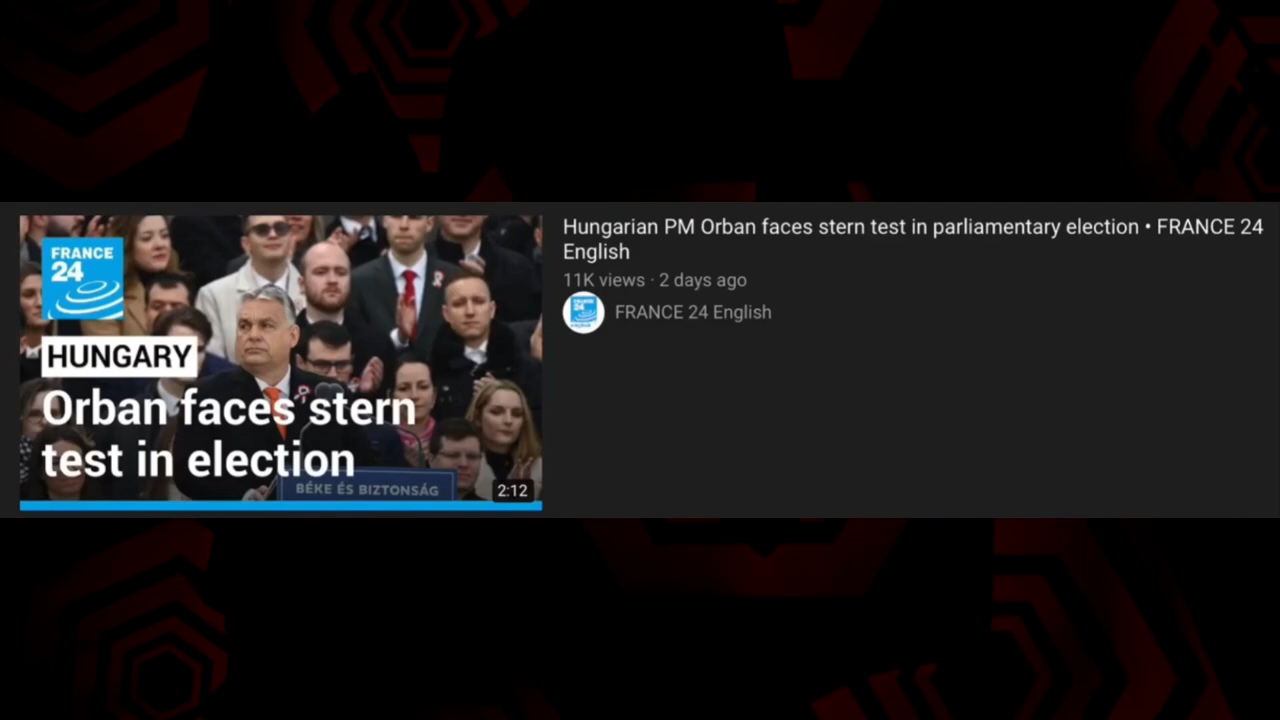 FRANCE
24
HUNGARY
Orban faces stern
test in election
BÉKE ÉS BIZTONSÁG
2:12
Hungarian PM Orban faces stern test in parliamentary election • FRANCE 24
English
11K views · 2 days ago
FRANCE 24 English